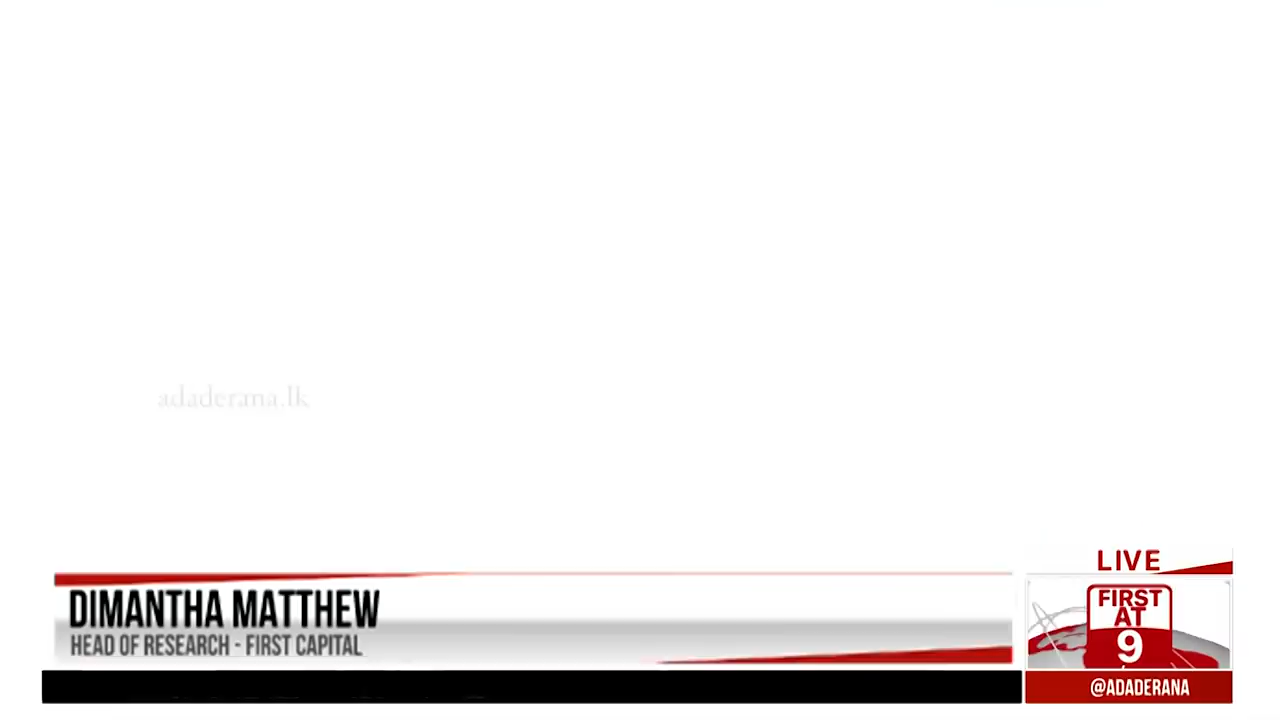 adaderana.lk
LIVE
DIMANTHA MATTHEW
HEAD OF RESEARCH - FIRST CAPITAL
FIRST
AT
9
@ADADERANA